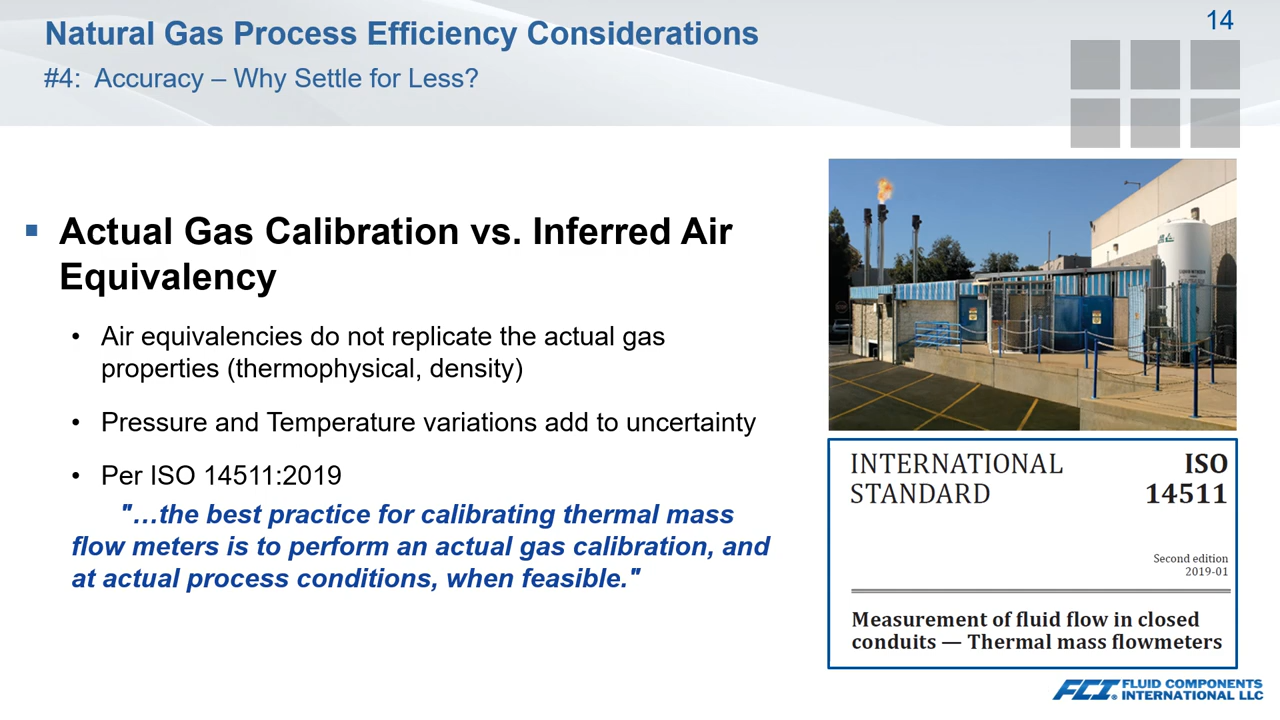 Natural Gas Process Efficiency Considerations
14
#4: Accuracy – Why Settle for Less?
▪ Actual Gas Calibration vs. Inferred Air
Equivalency
• Air equivalencies do not replicate the actual gas
properties (thermophysical, density)
• Pressure and Temperature variations add to uncertainty
• Per ISO 14511:2019
"…the best practice for calibrating thermal mass
flow meters is to perform an actual gas calibration, and
at actual process conditions, when feasible."
INTERNATIONAL
STANDARD
ISO
14511
Second edition
2019-01
Measurement of fluid flow in closed
conduits — Thermal mass flowmeters
FCI® FLUID COMPONENTS
INTERNATIONAL LLC